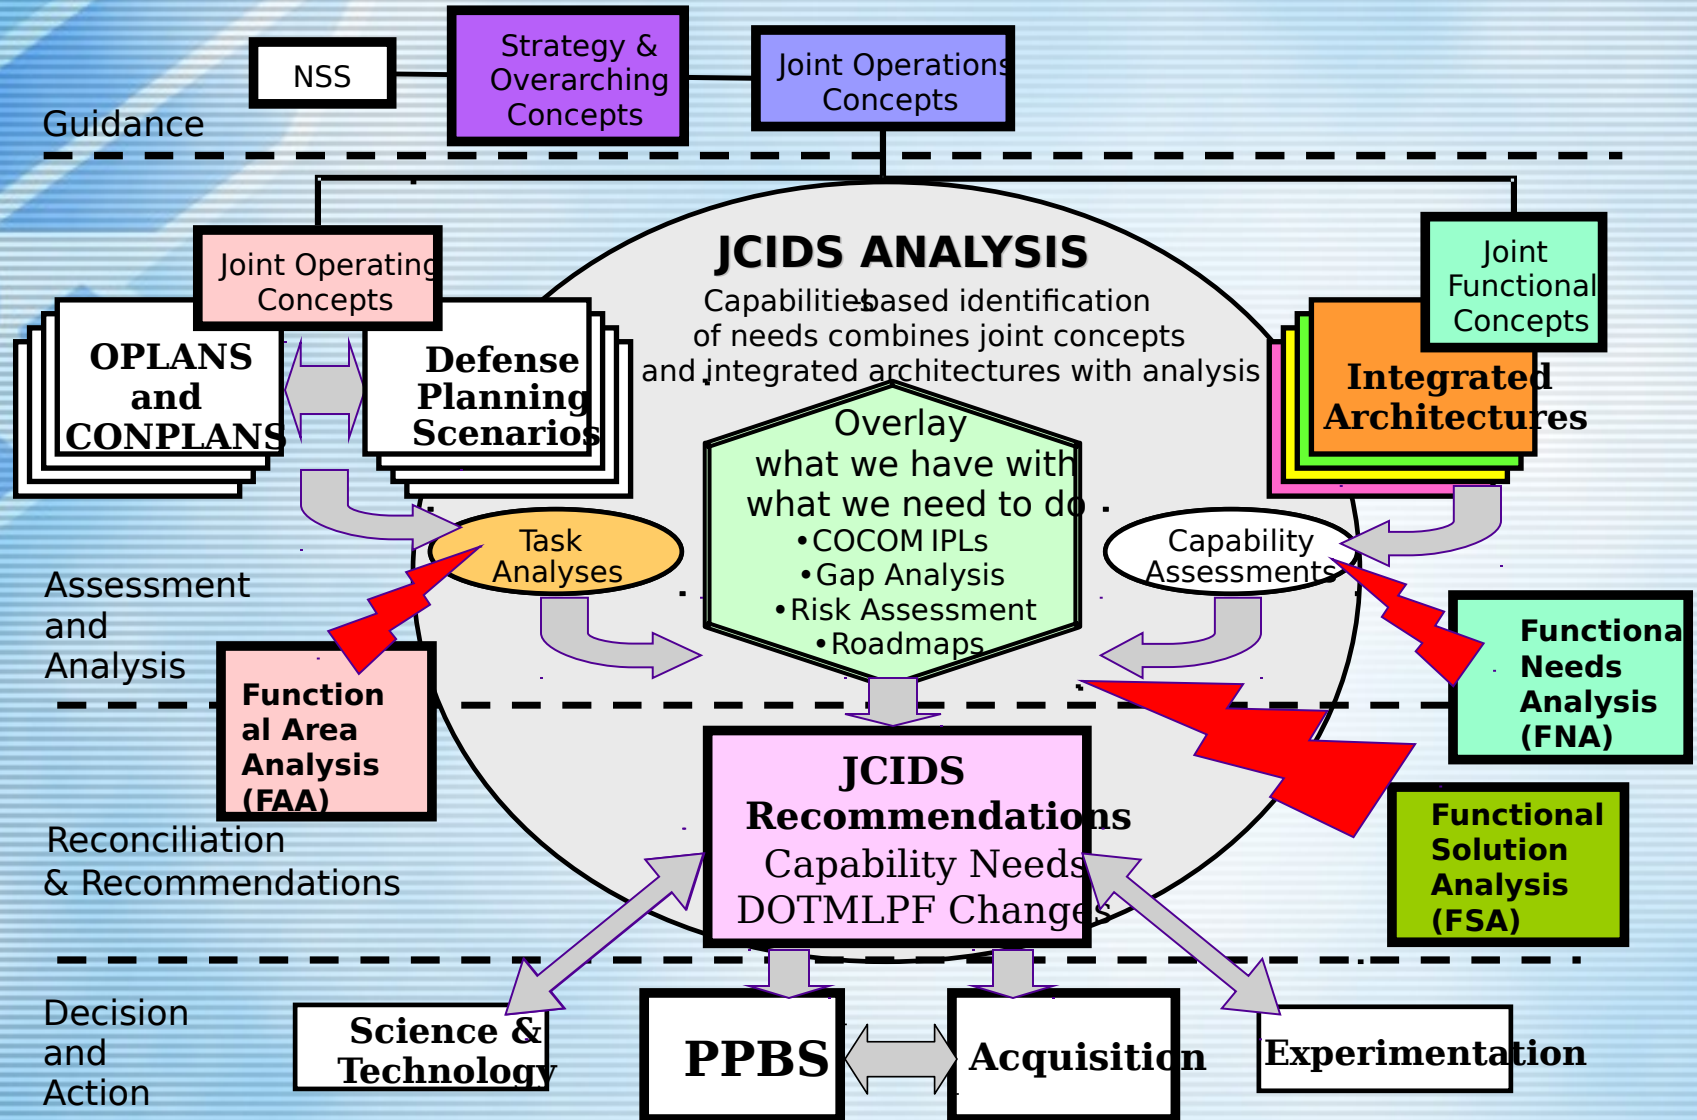 NSS
Strategy &
Overarching
Concepts
Joint Operations
Concepts
Guidance
Joint Operating
Concepts
OPLANS
and
CONPLANS
Defense
Planning
Scenarios
JCIDS ANALYSIS
Capabilities-based identification
of needs combines joint concepts
and integrated architectures with analysis
Joint
Functional
Concepts
Integrated
Architectures
Overlay
what we have with
what we need to do
•COCOM IPLs
•Gap Analysis
•Risk Assessment
•Roadmaps
Task
Analyses
Capability
Assessments
Assessment
and
Analysis
Function
al Area
Analysis
(FAA)
Functiona
Needs
Analysis
(FNA)
JCIDS
Recommendations
Capability Needs
DOTMLPF Changes
Functional
Solution
Analysis
(FSA)
Reconciliation
& Recommendations
Decision
and
Action
Science &
Technology
PPBS
Acquisition
Experimentation